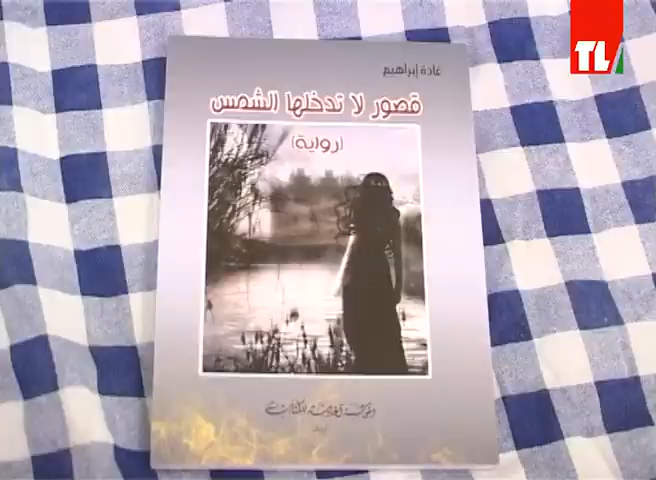 TL
غادة إبراهيم
قصور لا تدخلها الشمس
(رواية)